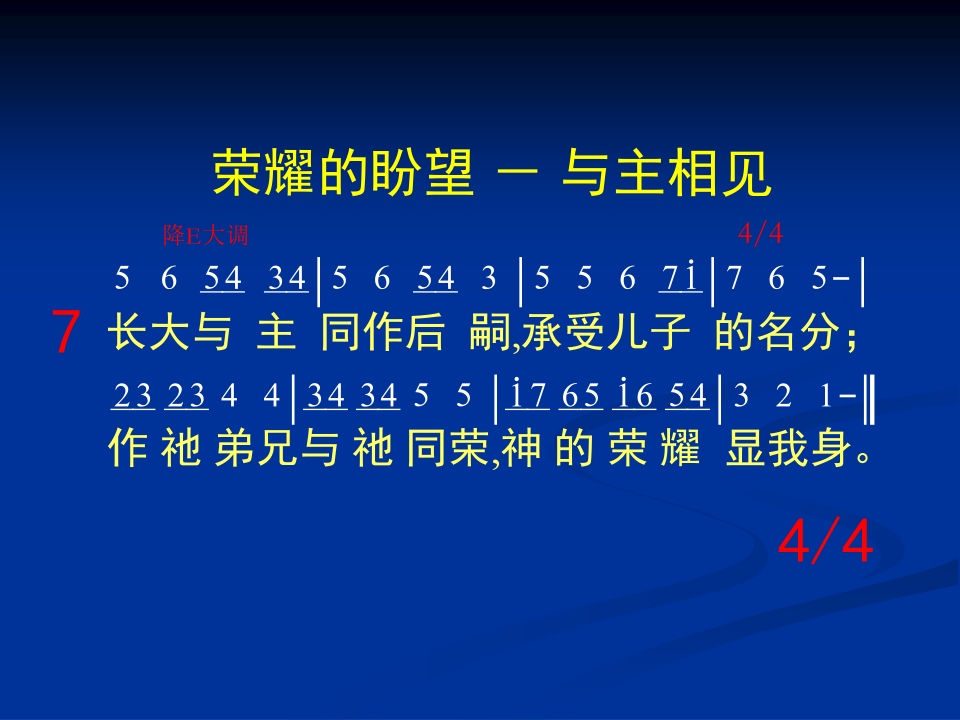 荣耀的盼望 － 与主相见
降E大调 4/4
5 6 54 34|5 6 54 3|5 5 6 7i|7 6 5-|
7 长大与 主 同作后 嗣,承受儿子 的名分；
23 23 4 4|34 34 5 5|i7 65 i6 54|3 2 1-‖
作 祂 弟兄与 祂 同荣,神 的 荣 耀 显我身。
4/4